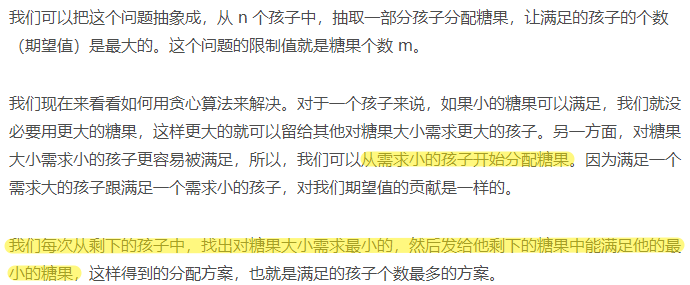 我们可以把这个问题抽象成，从 n 个孩子中，抽取一部分孩子分配糖果，让满足的孩子的个数
（期望值）是最大的。这个问题的限制值就是糖果个数 m。
我们现在来看看如何用贪心算法来解决。对于一个孩子来说，如果小的糖果可以满足，我们就没
必要用更大的糖果，这样更大的就可以留给其他对糖果大小需求更大的孩子。另一方面，对糖果
大小需求小的孩子更容易被满足，所以，我们可以从需求小的孩子开始分配糖果。因为满足一个
需求大的孩子跟满足一个需求小的孩子，对我们期望值的贡献是一样的。
我们每次从剩下的孩子中，找出对糖果大小需求最小的，然后发给他剩下的糖果中能满足他的最
小的糖果，这样得到的分配方案，也就是满足的孩子个数最多的方案。